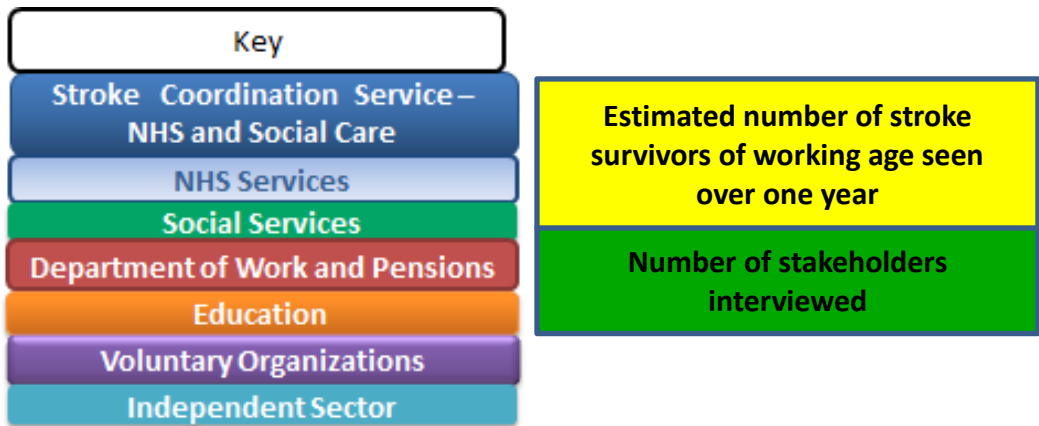 Key
Stroke Coordination Service –
NHS and Social Care
NHS Services
Social Services
Department of Work and Pensions
Education
Voluntary Organizations
Independent Sector
Estimated number of stroke
survivors of working age seen
over one year
Number of stakeholders
interviewed